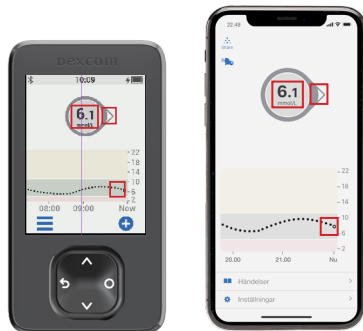 Dexcom
10:09
6.1
mmol/L
22
18
14
10
6
2
08:00 09:00 Now
22.49
Share
6.1
mmol/L
22
18
14
10
6
2
20.00 21.00 Nu
Händelser
Inställningar